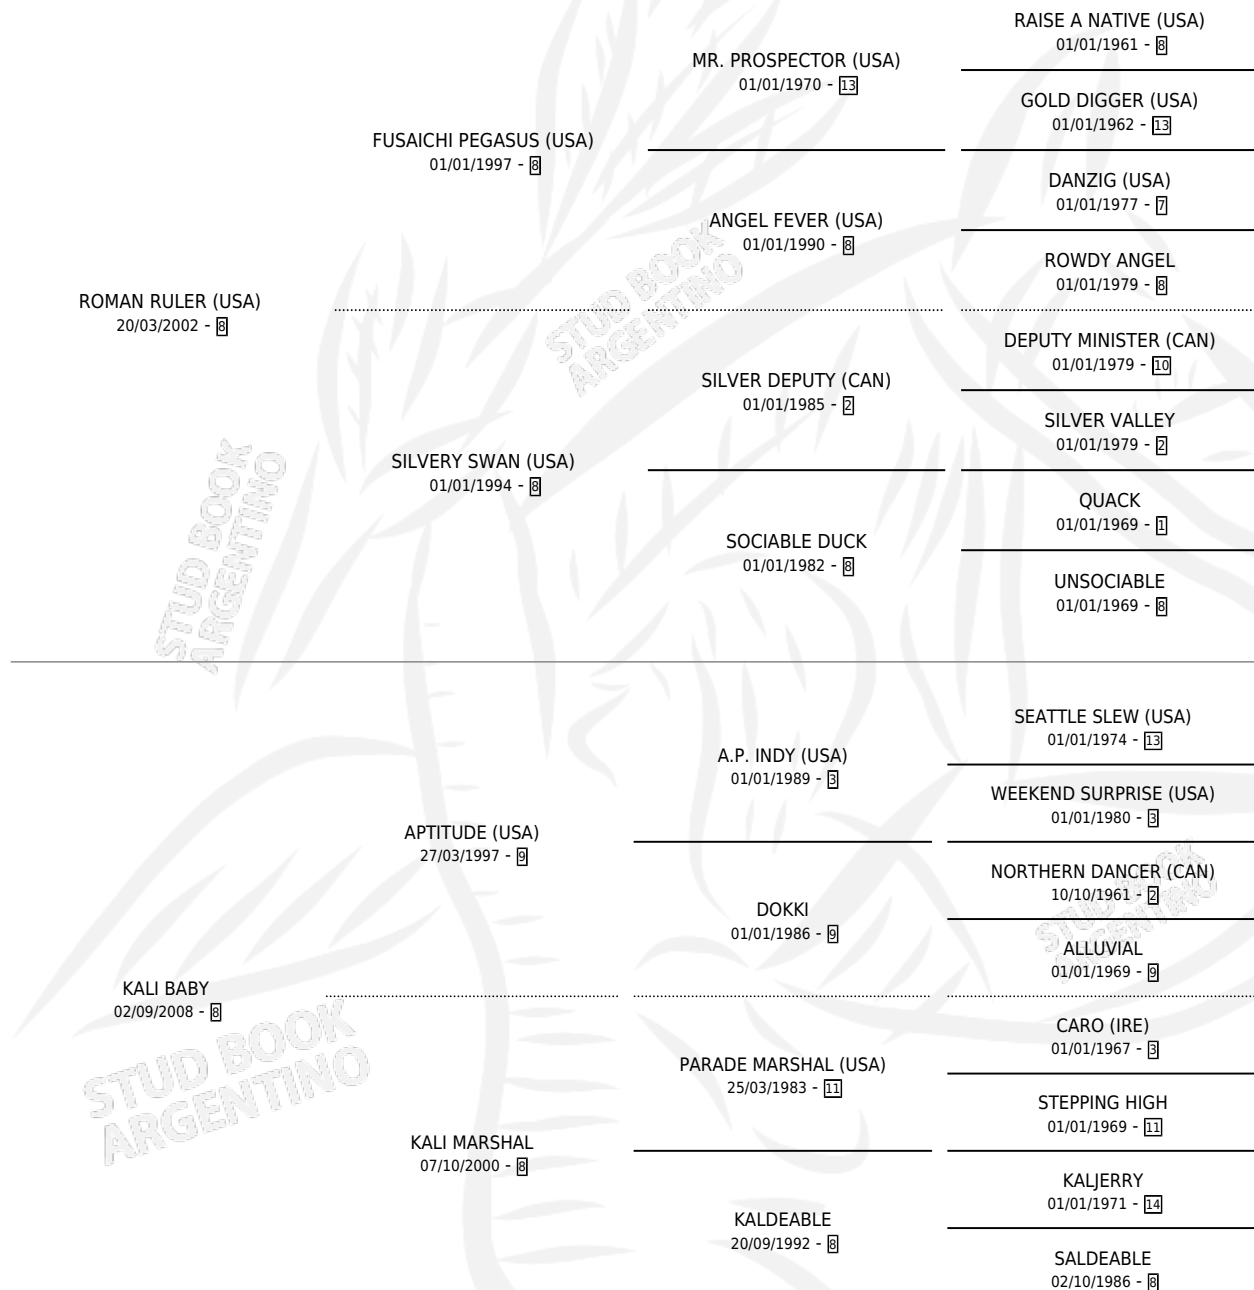 RAISE A NATIVE (USA)
01/01/1961 - 8
MR. PROSPECTOR (USA)
01/01/1970 - 13
GOLD DIGGER (USA)
01/01/1962 - 13
FUSAICHI PEGASUS (USA)
01/01/1997 - 8
DANZIG (USA)
01/01/1977 - 7
ANGEL FEVER (USA)
01/01/1990 - 8
ROWDY ANGEL
01/01/1979 - 8
ROMAN RULER (USA)
20/03/2002 - 8
DEPUTY MINISTER (CAN)
01/01/1979 - 10
SILVER DEPUTY (CAN)
01/01/1985 - 2
SILVER VALLEY
01/01/1979 - 2
SILVERY SWAN (USA)
01/01/1994 - 8
QUACK
01/01/1969 - 1
SOCIABLE DUCK
01/01/1982 - 8
UNSOCIABLE
01/01/1969 - 8
SEATTLE SLEW (USA)
01/01/1974 - 13
A.P. INDY (USA)
01/01/1989 - 3
WEEKEND SURPRISE (USA)
01/01/1980 - 3
APTITUDE (USA)
27/03/1997 - 9
NORTHERN DANCER (CAN)
10/10/1961 - 2
DOKKI
01/01/1986 - 9
ALLUVIAL
01/01/1969 - 9
KALI BABY
02/09/2008 - 8
CARO (IRE)
01/01/1967 - 3
PARADE MARSHAL (USA)
25/03/1983 - 11
STEPPING HIGH
01/01/1969 - 11
KALI MARSHAL
07/10/2000 - 8
KALJERRY
01/01/1971 - 14
KALDEABLE
20/09/1992 - 8
SALDEABLE
02/10/1986 - 8
STUD BOOK
ARGENTINO
STUD BOOK
ARGENTINO
STUD BOOK
ARGENTINO
STUD BOOK
ARGENTINO